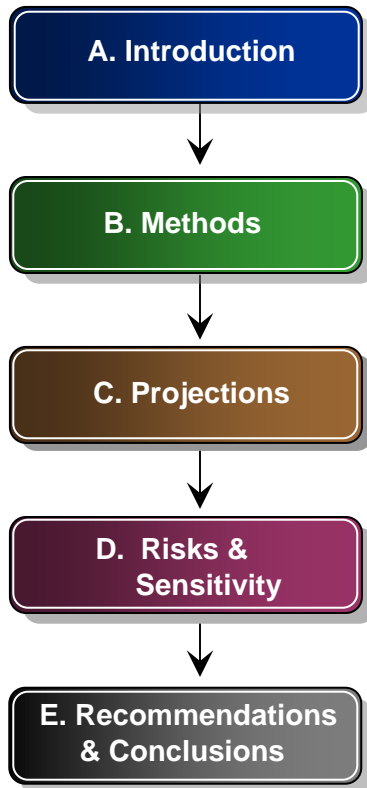 A. Introduction
B. Methods
C. Projections
D. Risks &
Sensitivity
E. Recommendations
& Conclusions